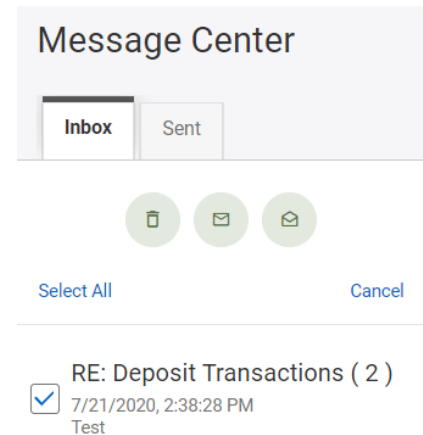 Message Center
Inbox Sent
Select All Cancel
RE: Deposit Transactions ( 2 )
7/21/2020, 2:38:28 PM
Test